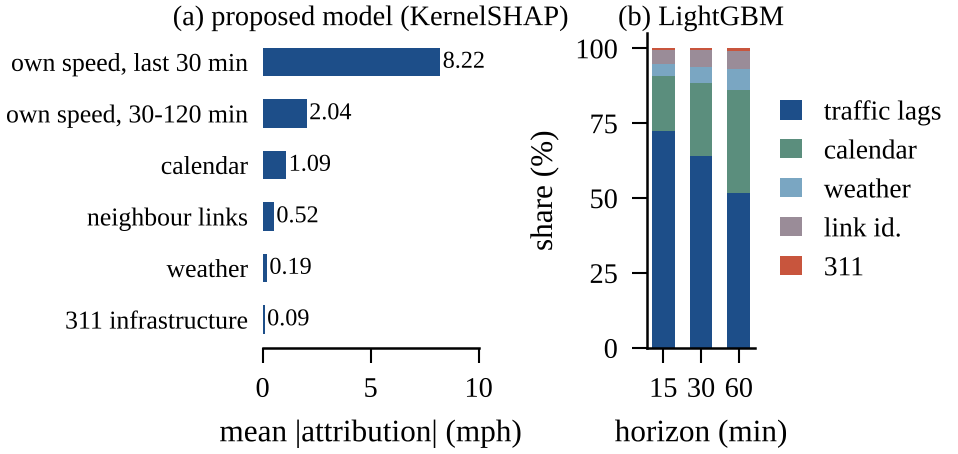 (a) proposed model (KernelSHAP)
own speed, last 30 min
8.22
own speed, 30-120 min
2.04
calendar
1.09
neighbour links
0.52
weather
0.19
311 infrastructure
0.09
0 5 10
mean |attribution| (mph)
(b) LightGBM
share (%)
100
75
50
25
0
15 30 60
horizon (min)
traffic lags
calendar
weather
link id.
311